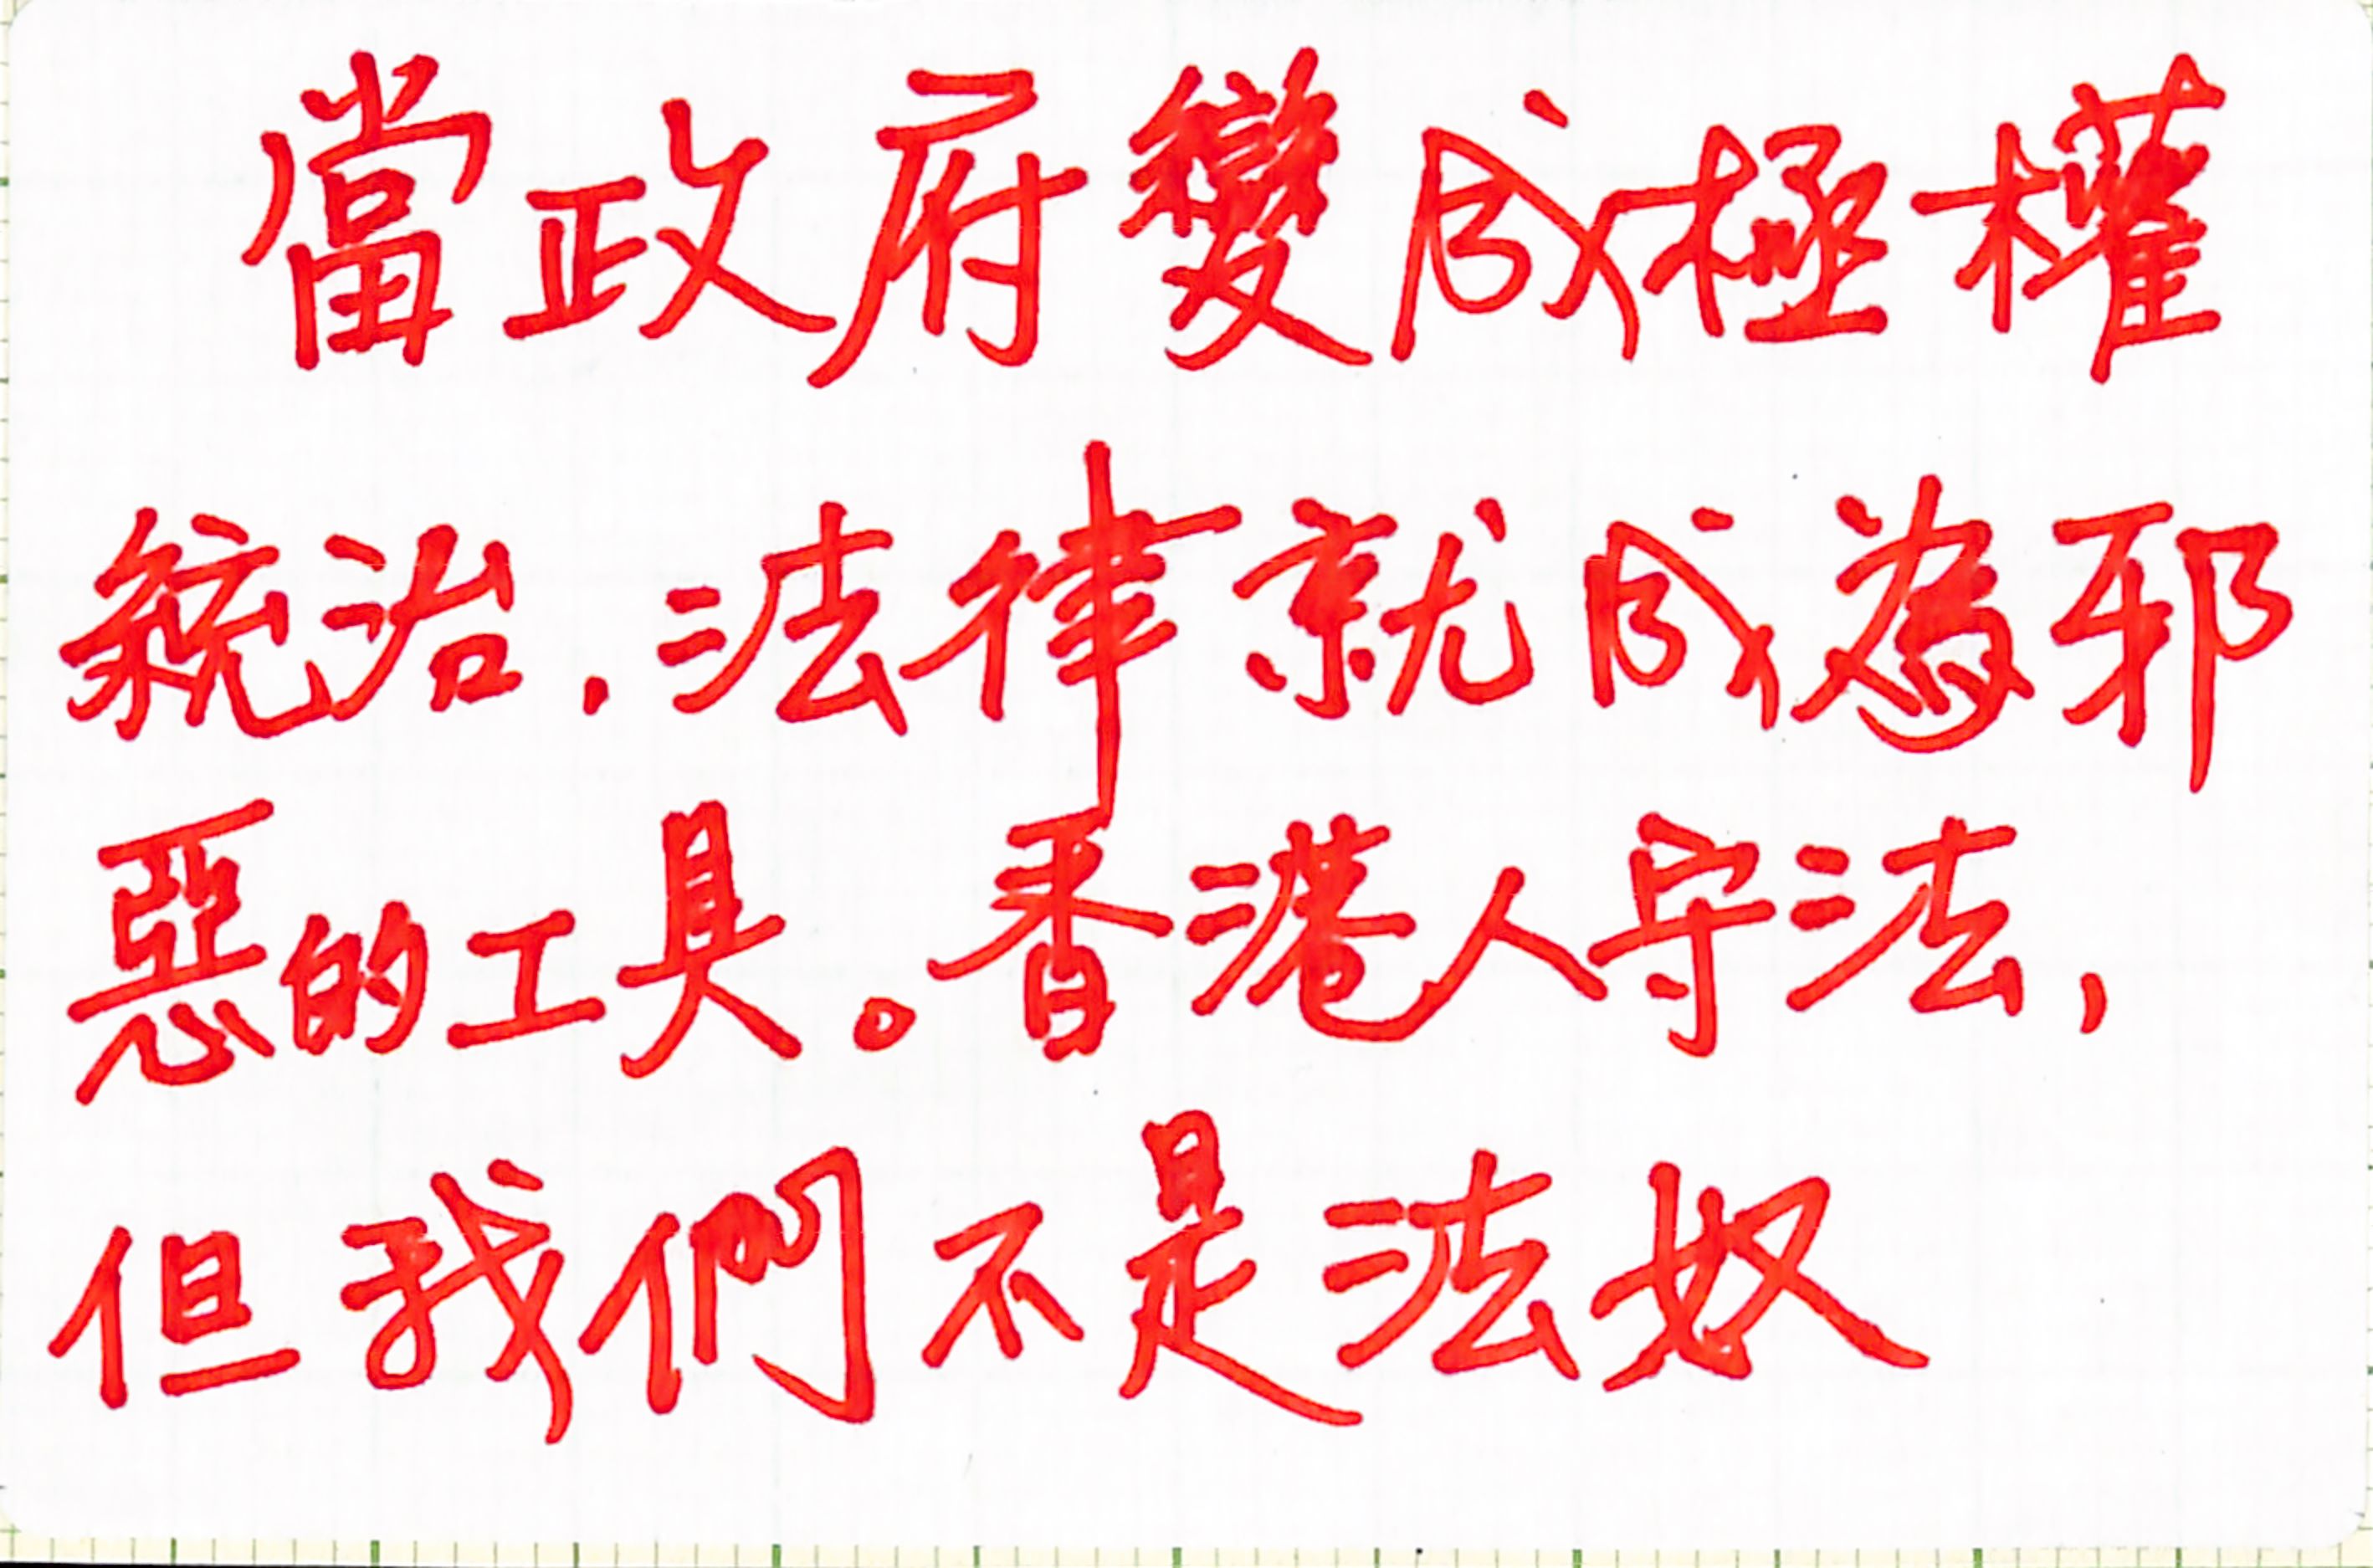 當政府變成極權
統治，法律就成為邪
惡的工具。香港人守法，
但我們不是法奴